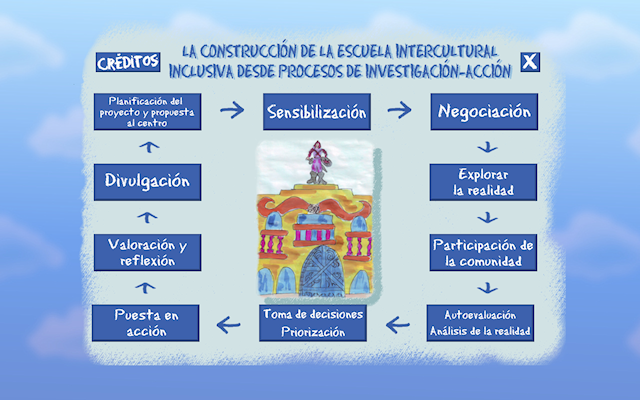 CRÉDITOS
LA CONSTRUCCIÓN DE LA ESCUELA INTERCULTURAL
INCLUSIVA DESDE PROCESOS DE INVESTIGACIÓN-ACCIÓN
X
Planificación del
proyecto y propuesta
al centro
Sensibilización
Negociación
Divulgación
Explorar
la realidad
Valoración y
reflexión
Participación de
la comunidad
Puesta en
acción
Toma de decisiones
Priorización
Autoevaluación
Análisis de la realidad